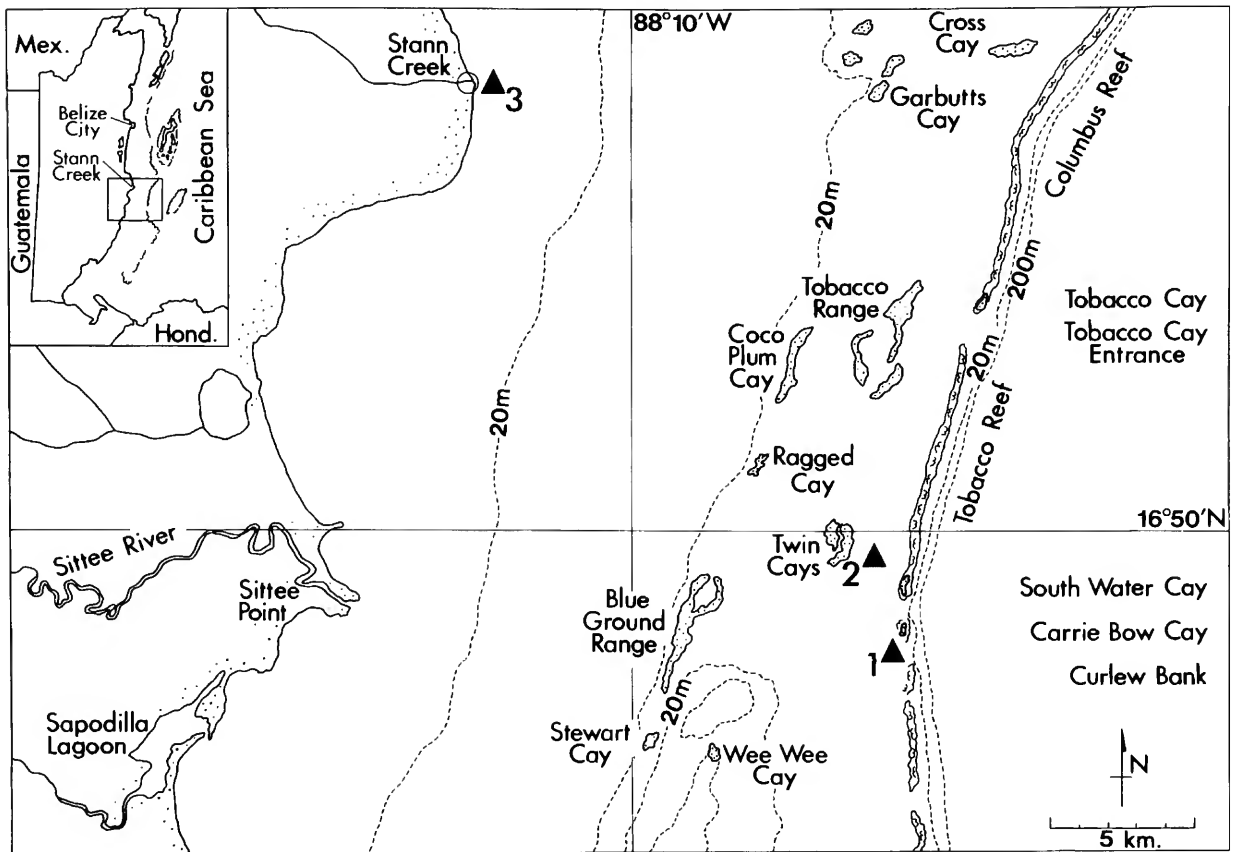 Mex.
Belize
City
Stann
Creek
Guatemala
Caribbean Sea
Hond.
Stann
Creek
3
88°10'W
Cross
Cay
Garbutts
Cay
Columbus Reef
20m
200m
Tobacco
Range
Tobacco Cay
Tobacco Cay
Entrance
Coco
Plum
Cay
20m
20m
Tobacco Reef
Ragged
Cay
16°50'N
Sittee River
Twin
Cays
2
Sittee
Point
Blue
Ground
Range
South Water Cay
Carrie Bow Cay
1
Curlew Bank
20m
Sapodilla
Lagoon
Stewart
Cay
Wee Wee
Cay
N
5 km.